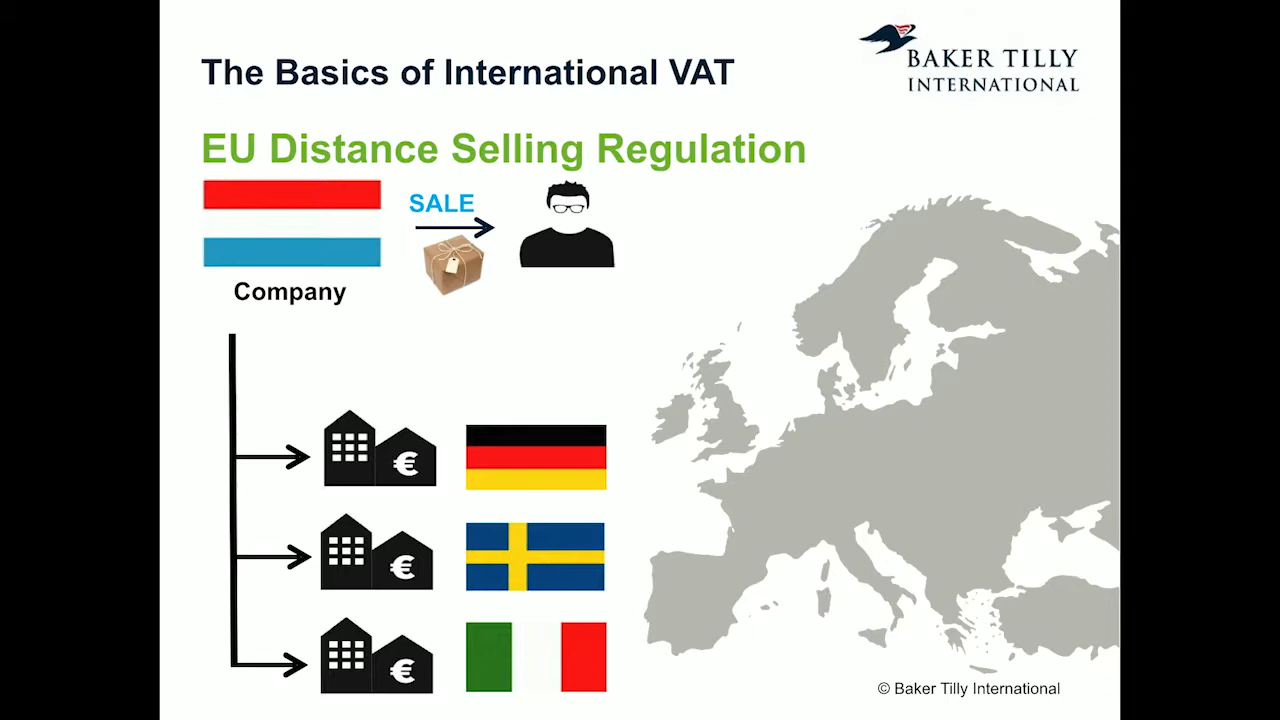 The Basics of International VAT
BAKER TILLY
INTERNATIONAL
EU Distance Selling Regulation
SALE
Company
€
€
€
© Baker Tilly International